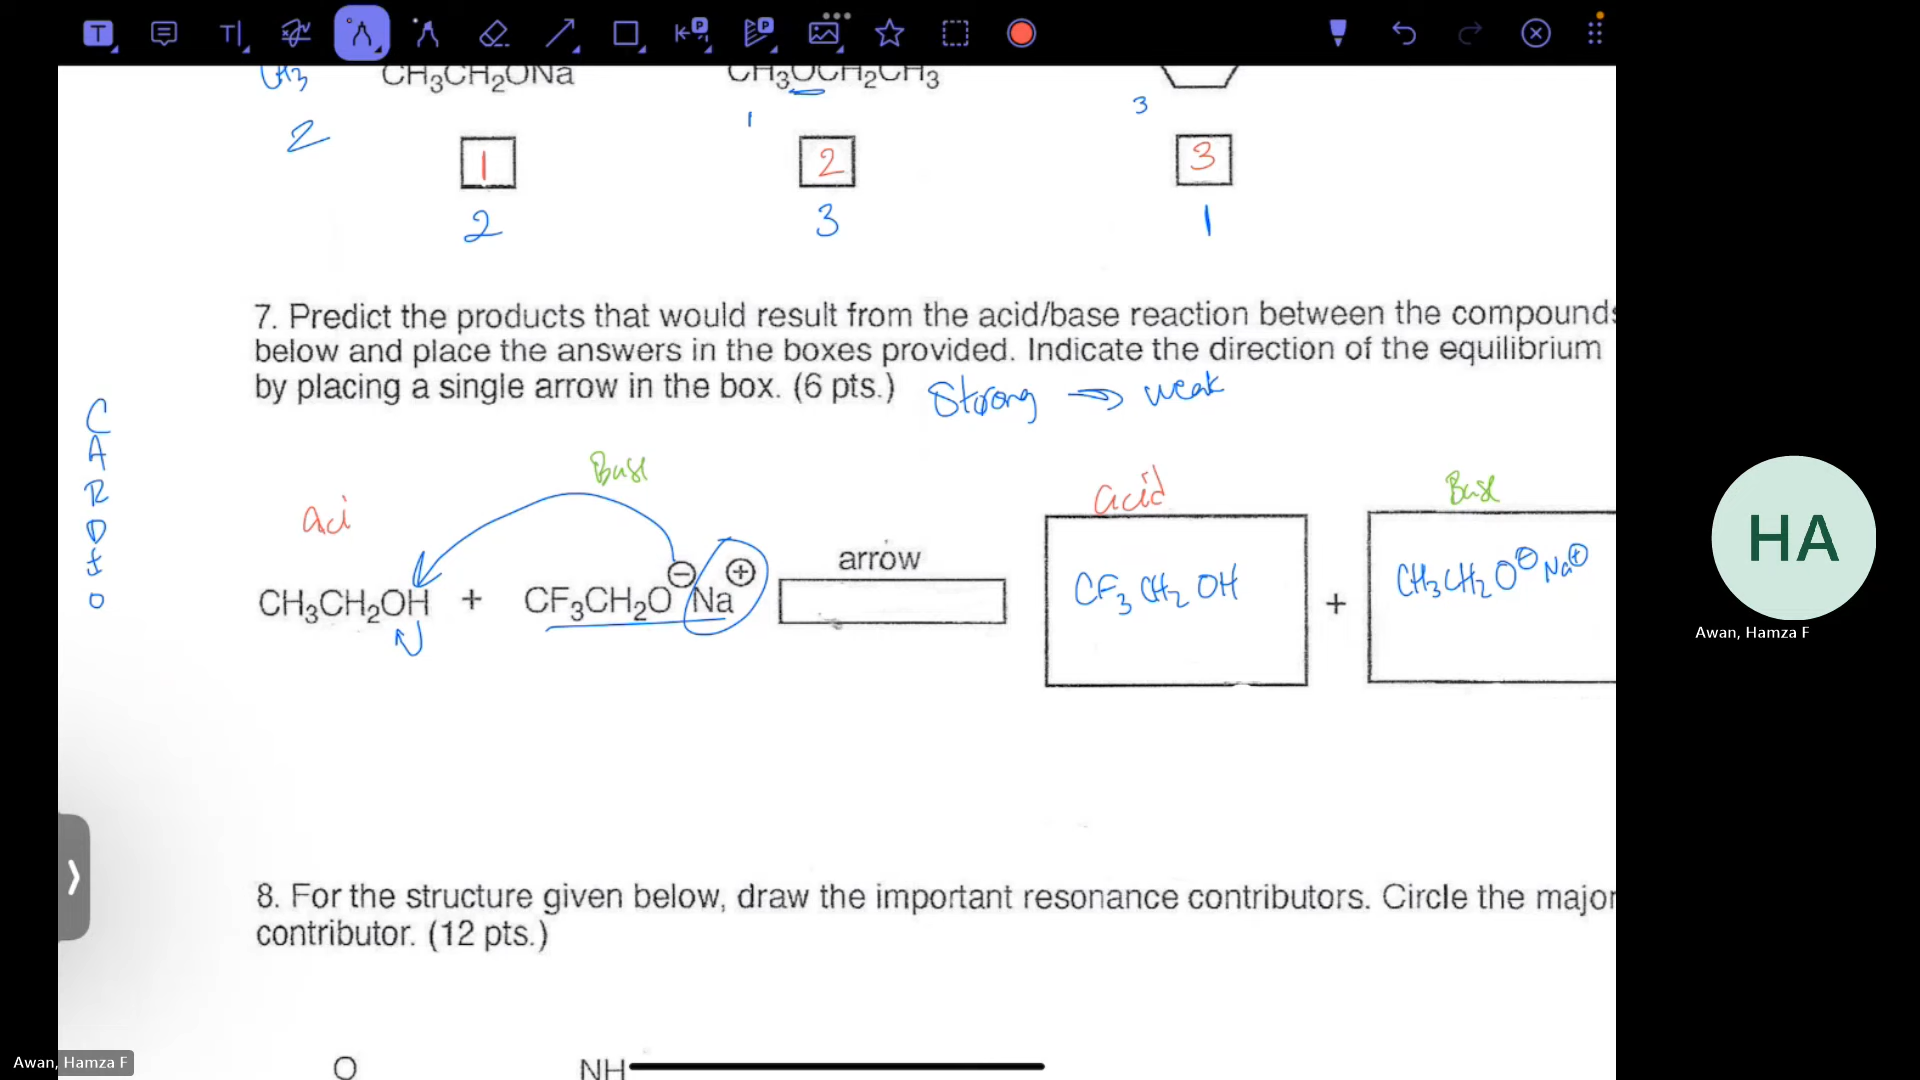 CH3
CH3CH2ONa
CH3OCH2CH3
2
1
3
1
2
3
2
3
1
7. Predict the products that would result from the acid/base reaction between the compounds
below and place the answers in the boxes provided. Indicate the direction of the equilibrium
by placing a single arrow in the box. (6 pts.)
Strong → weak
C
A
R
D
I
O
aci
Base
acid
Base
arrow
CH3CH2OH + CF3CH2O⊖Na⊕
CF3CH2OH + CH3CH2O⊖Na⊕
8. For the structure given below, draw the important resonance contributors. Circle the major
contributor. (12 pts.)
O
NH
HA
Awan, Hamza F
Awan, Hamza F